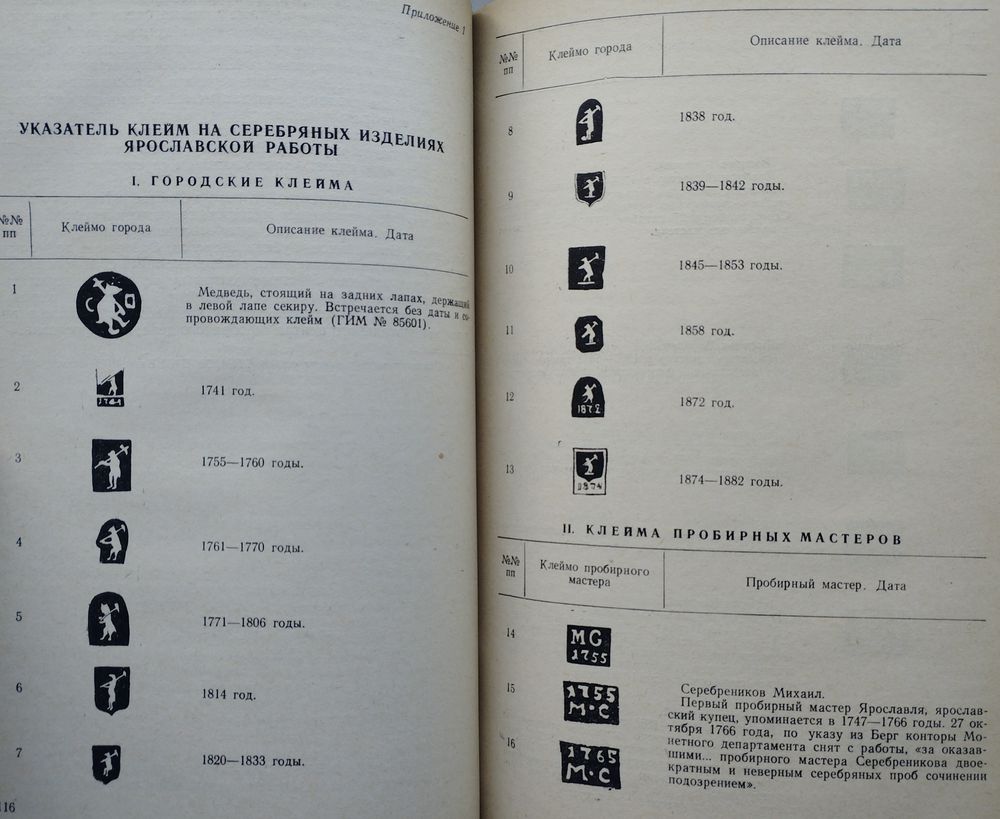 Приложение 1
УКАЗАТЕЛЬ КЛЕЙМ НА СЕРЕБРЯНЫХ ИЗДЕЛИЯХ
ЯРОСЛАВСКОЙ РАБОТЫ
I. ГОРОДСКИЕ КЛЕЙМА
№№
пп
Клеймо города
Описание клейма. Дата
1
Медведь, стоящий на задних лапах, держащий
в левой лапе секиру. Встречается без даты и со-
провождающих клейм (ГИМ № 85601).
2
1741 год.
3
1755—1760 годы.
4
1761—1770 годы.
5
1771—1806 годы.
6
1814 год.
7
1820—1833 годы.
116
№№
пп
Клеймо города
Описание клейма. Дата
8
1838 год.
9
1839—1842 годы.
10
1845—1853 годы.
11
1858 год.
12
1872
1872 год.
13
1874
1874—1882 годы.
II. КЛЕЙМА ПРОБИРНЫХ МАСТЕРОВ
№№
пп
Клеймо пробирного
мастера
Пробирный мастер. Дата
14
МС
1755
15
1755
М·С
16
1765
М·С
Серебреников Михаил.
Первый пробирный мастер Ярославля, ярослав-
ский купец, упоминается в 1747—1766 годы. 27 ок-
тября 1766 года, по указу из Берг конторы Мо-
нетного департамента снят с работы, «за оказав-
шими... пробирного мастера Серебреникова двое-
кратным и неверным серебряных проб сочинении
подозрением».